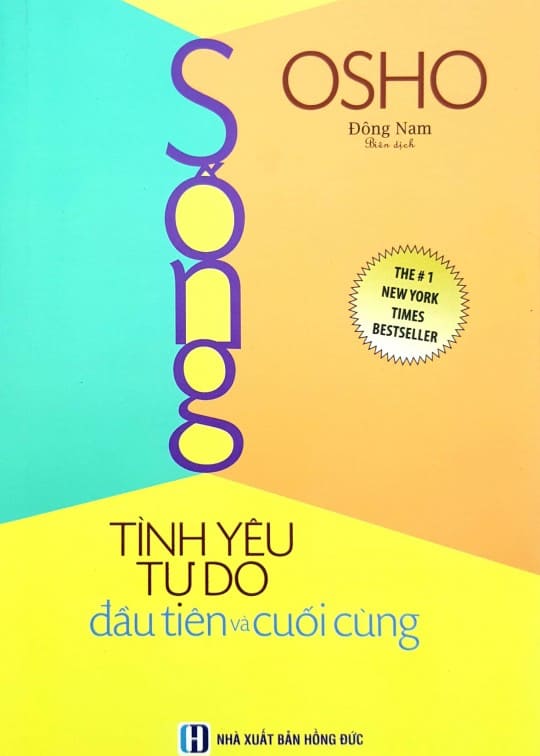 Sống
OSHO
Đông Nam
Biên dịch
THE # 1
NEW YORK
TIMES
BESTSELLER
TÌNH YÊU
TỰ DO
đầu tiên và cuối cùng
NHÀ XUẤT BẢN HỒNG ĐỨC